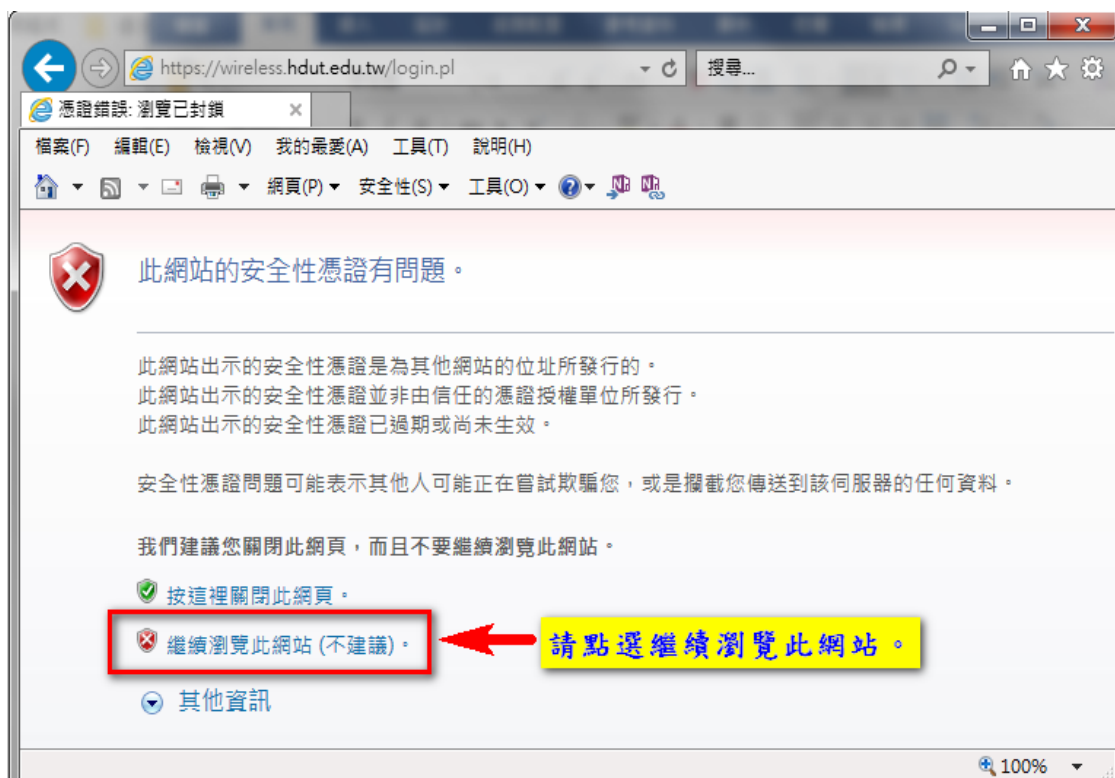 https://wireless.hdut.edu.tw/login.pl
搜尋...
憑證錯誤: 瀏覽已封鎖
檔案(F) 編輯(E) 檢視(V) 我的最愛(A) 工具(T) 說明(H)
網頁(P) 安全性(S) 工具(O)
此網站的安全性憑證有問題。
此網站出示的安全性憑證是為其他網站的位址所發行的。
此網站出示的安全性憑證並非由信任的憑證授權單位所發行。
此網站出示的安全性憑證已過期或尚未生效。
安全性憑證問題可能表示其他人可能正在嘗試欺騙您，或是攔截您傳送到該伺服器的任何資料。
我們建議您關閉此網頁，而且不要繼續瀏覽此網站。
按這裡關閉此網頁。
繼續瀏覽此網站 (不建議)。
請點選繼續瀏覽此網站。
其他資訊
100%